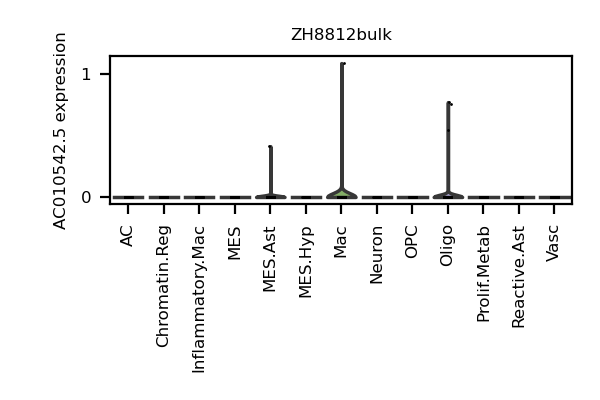 ZH8812bulk
AC010542.5 expression
1
0
AC
Chromatin.Reg
Inflammatory.Mac
MES
MES.Ast
MES.Hyp
Mac
Neuron
OPC
Oligo
Prolif.Metab
Reactive.Ast
Vasc